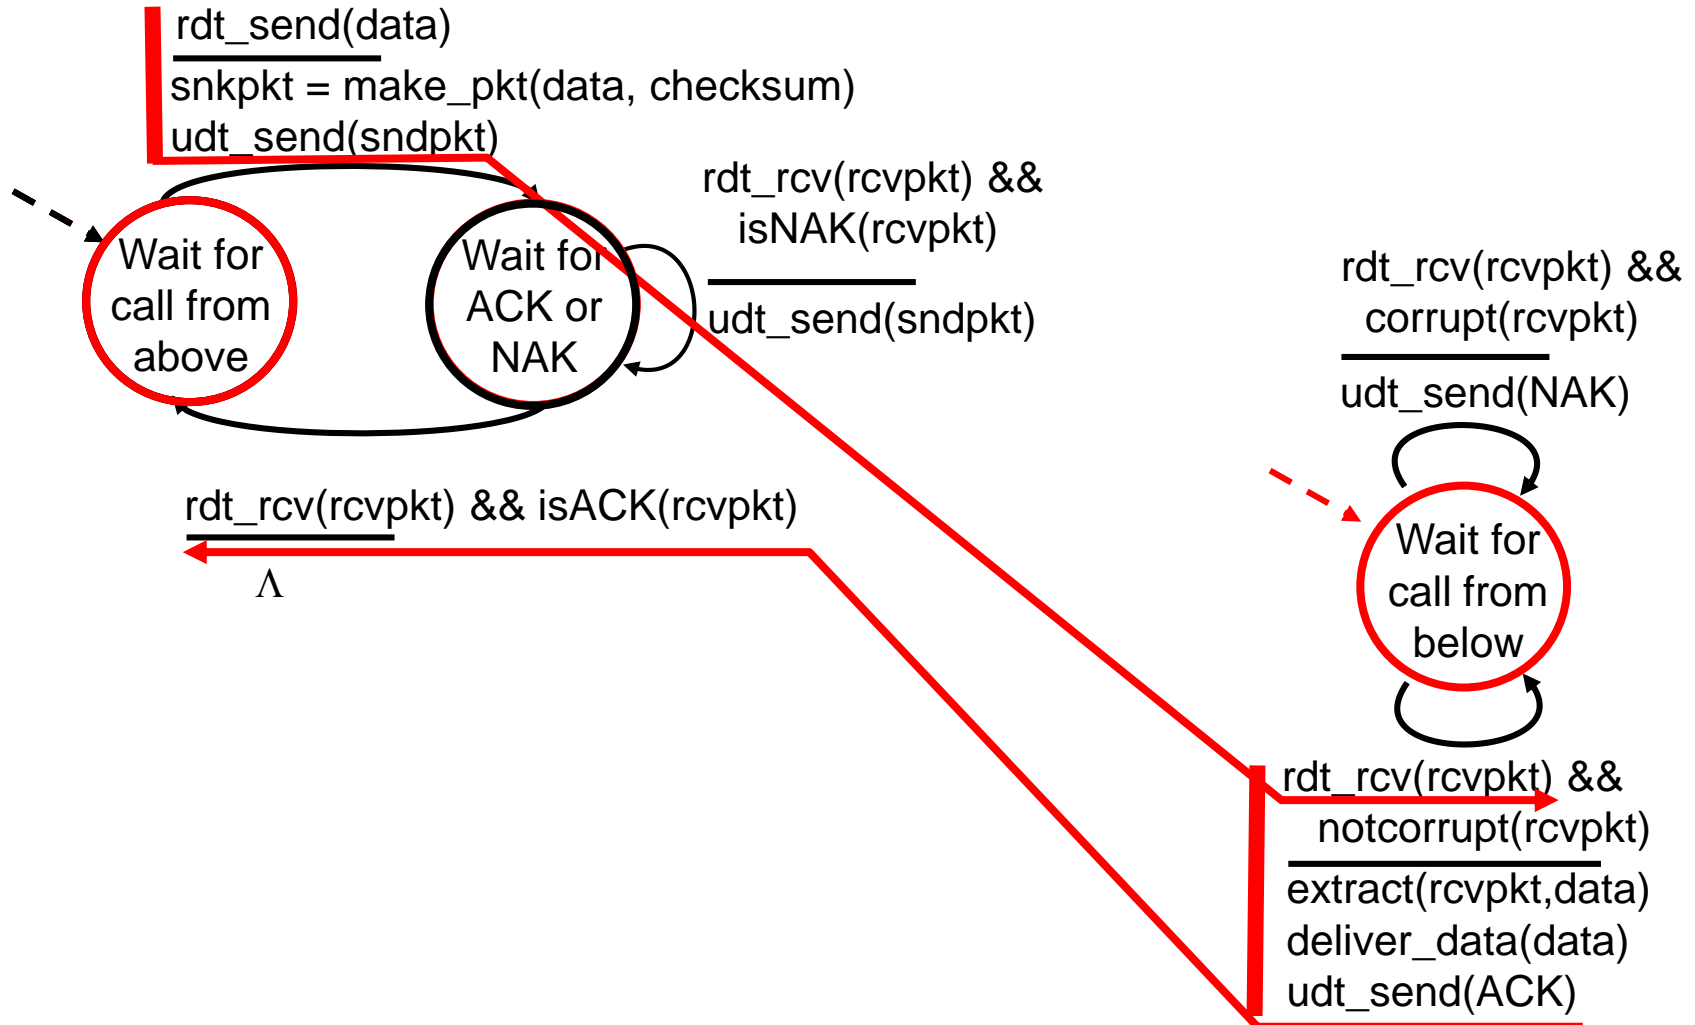 rdt_send(data)
snkpkt = make_pkt(data, checksum)
udt_send(sndpkt)
rdt_rcv(rcvpkt) &&
isNAK(rcvpkt)
udt_send(sndpkt)
Wait for
call from
above
Wait for
ACK or
NAK
rdt_rcv(rcvpkt) &&
corrupt(rcvpkt)
udt_send(NAK)
rdt_rcv(rcvpkt) && isACK(rcvpkt)
Λ
Wait for
call from
below
rdt_rcv(rcvpkt) &&
notcorrupt(rcvpkt)
extract(rcvpkt,data)
deliver_data(data)
udt_send(ACK)